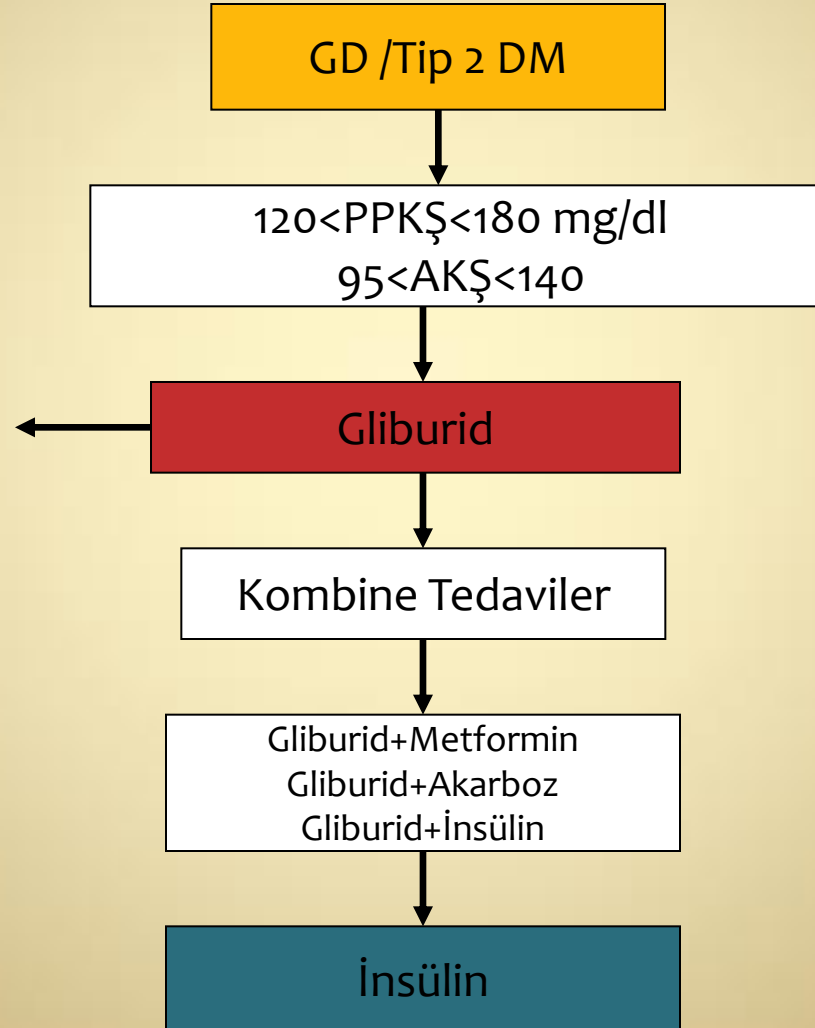 GD /Tip 2 DM
120<PPKŞ<180 mg/dl
95<AKŞ<140
Gliburid
Kombine Tedaviler
Gliburid+Metformin
Gliburid+Akarboz
Gliburid+İnsülin
İnsülin